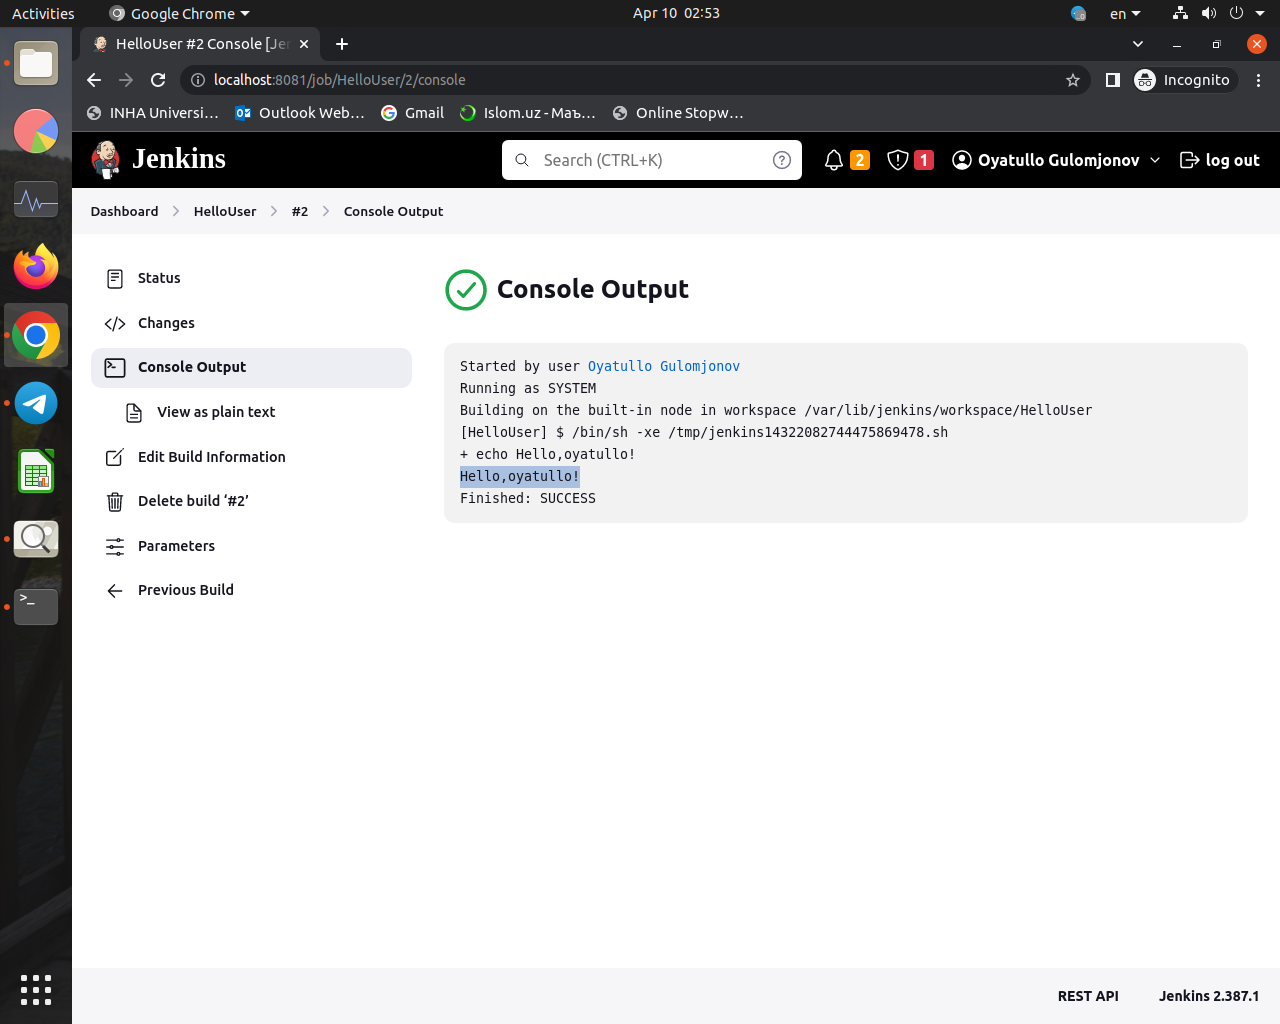 Activities Google Chrome Apr 10 02:53 en
HelloUser #2 Console [Jen
localhost:8081/job/HelloUser/2/console Incognito
INHA Universi… Outlook Web… Gmail Islom.uz - Маъ… Online Stopw…
Jenkins Search (CTRL+K) 2 1 Oyatullo Gulomjonov log out
Dashboard HelloUser #2 Console Output
Status
Changes
Console Output
View as plain text
Edit Build Information
Delete build ‘#2’
Parameters
Previous Build
Console Output
Started by user Oyatullo Gulomjonov
Running as SYSTEM
Building on the built-in node in workspace /var/lib/jenkins/workspace/HelloUser
[HelloUser] $ /bin/sh -xe /tmp/jenkins14322082744475869478.sh
+ echo Hello,oyatullo!
Hello,oyatullo!
Finished: SUCCESS
REST API Jenkins 2.387.1